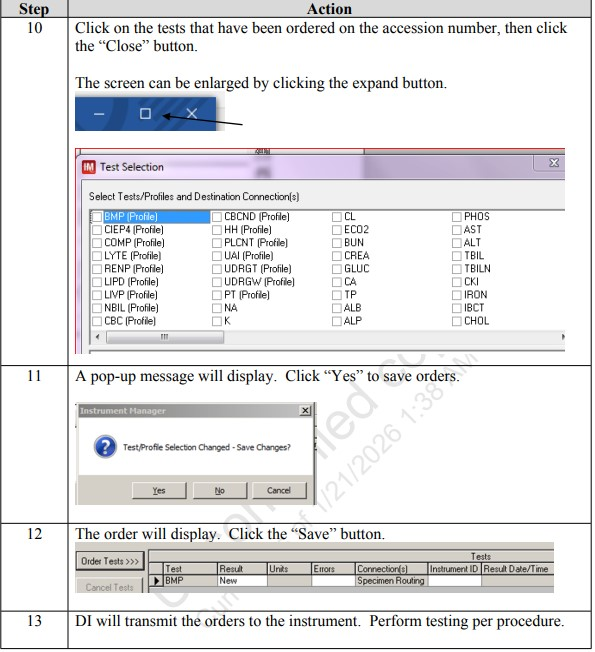 Step Action
10 Click on the tests that have been ordered on the accession number, then click
the “Close” button.
The screen can be enlarged by clicking the expand button.
IM Test Selection
Select Tests/Profiles and Destination Connection(s)
BMP (Profile) CBCND (Profile) CL PHOS
CIEP4 (Profile) HH (Profile) ECO2 AST
COMP (Profile) PLCNT (Profile) BUN ALT
LYTE (Profile) UAI (Profile) CREA TBIL
RENP (Profile) UDRGT (Profile) GLUC TBILN
LIPD (Profile) UDRGW (Profile) CA CKI
LIVP (Profile) PT (Profile) TP IRON
NBIL (Profile) NA ALB IBCT
CBC (Profile) K ALP CHOL
11 A pop-up message will display. Click “Yes” to save orders.
Instrument Manager
Test/Profile Selection Changed - Save Changes?
Yes No Cancel
12 The order will display. Click the “Save” button.
Order Tests >>> Tests
Test Result Units Errors Connection(s) Instrument ID Result Date/Time
BMP New Specimen Routing
Cancel Tests
13 DI will transmit the orders to the instrument. Perform testing per procedure.
1/21/2026 1:38 AM